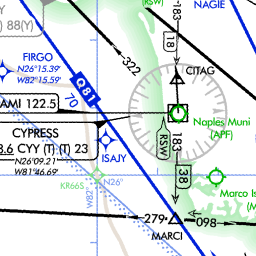 (RSW)
NAGIE
88(Y)
183
18
FIRGO
N26°15.39'
W82°15.59'
322
CITAG
Q81
70
AMI 122.5
Naples Muni
(APF)
CYPRESS
8.6 CYY (T) (T) 23
N26°09.21'
W81°46.69'
ISAJY
RSW
183
38
KR66S
N26°
W82°
Marco Is
(M
279
098
MARCI